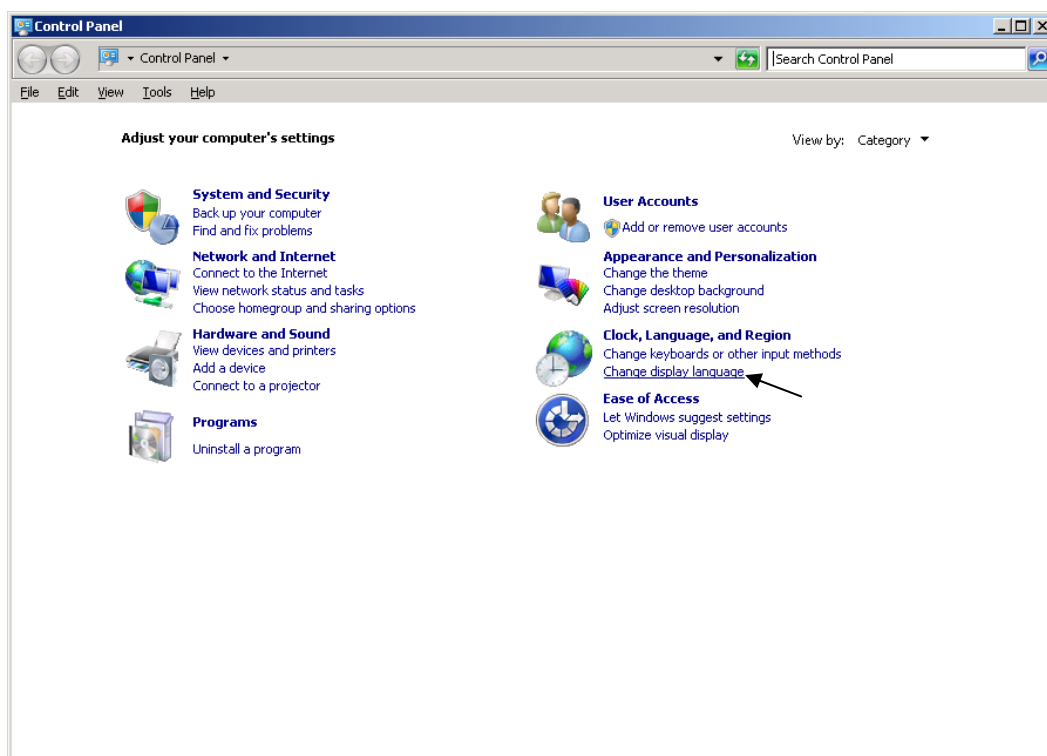 Control Panel
Control Panel
Search Control Panel
File Edit View Tools Help
Adjust your computer's settings
View by: Category
System and Security
Back up your computer
Find and fix problems
Network and Internet
Connect to the Internet
View network status and tasks
Choose homegroup and sharing options
Hardware and Sound
View devices and printers
Add a device
Connect to a projector
Programs
Uninstall a program
User Accounts
Add or remove user accounts
Appearance and Personalization
Change the theme
Change desktop background
Adjust screen resolution
Clock, Language, and Region
Change keyboards or other input methods
Change display language
Ease of Access
Let Windows suggest settings
Optimize visual display